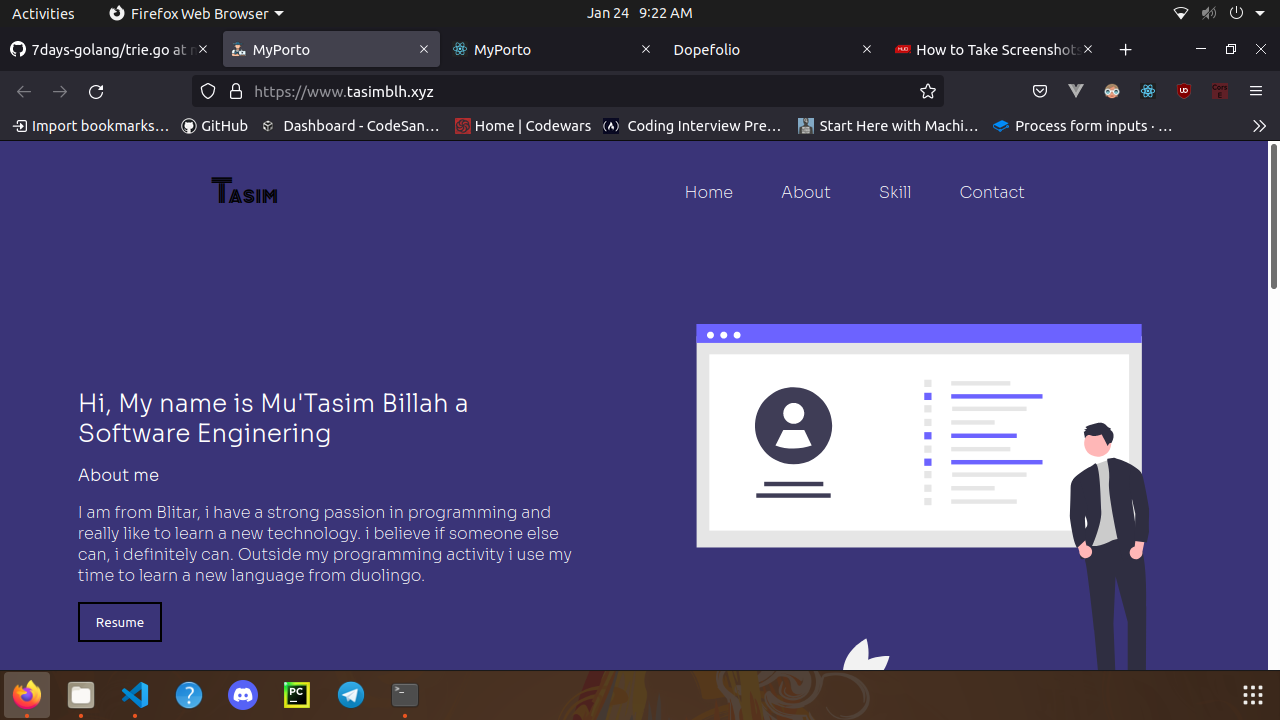 Activities Firefox Web Browser Jan 24 9:22 AM
7days-golang/trie.go at MyPorto MyPorto Dopefolio How to Take Screenshots
https://www.tasimblh.xyz
Import bookmarks… GitHub Dashboard - CodeSan… Home | Codewars Coding Interview Pre… Start Here with Machi… Process form inputs · …
Tasim Home About Skill Contact
Hi, My name is Mu'Tasim Billah a
Software Enginering
About me
I am from Blitar, i have a strong passion in programming and
really like to learn a new technology. i believe if someone else
can, i definitely can. Outside my programming activity i use my
time to learn a new language from duolingo.
Resume